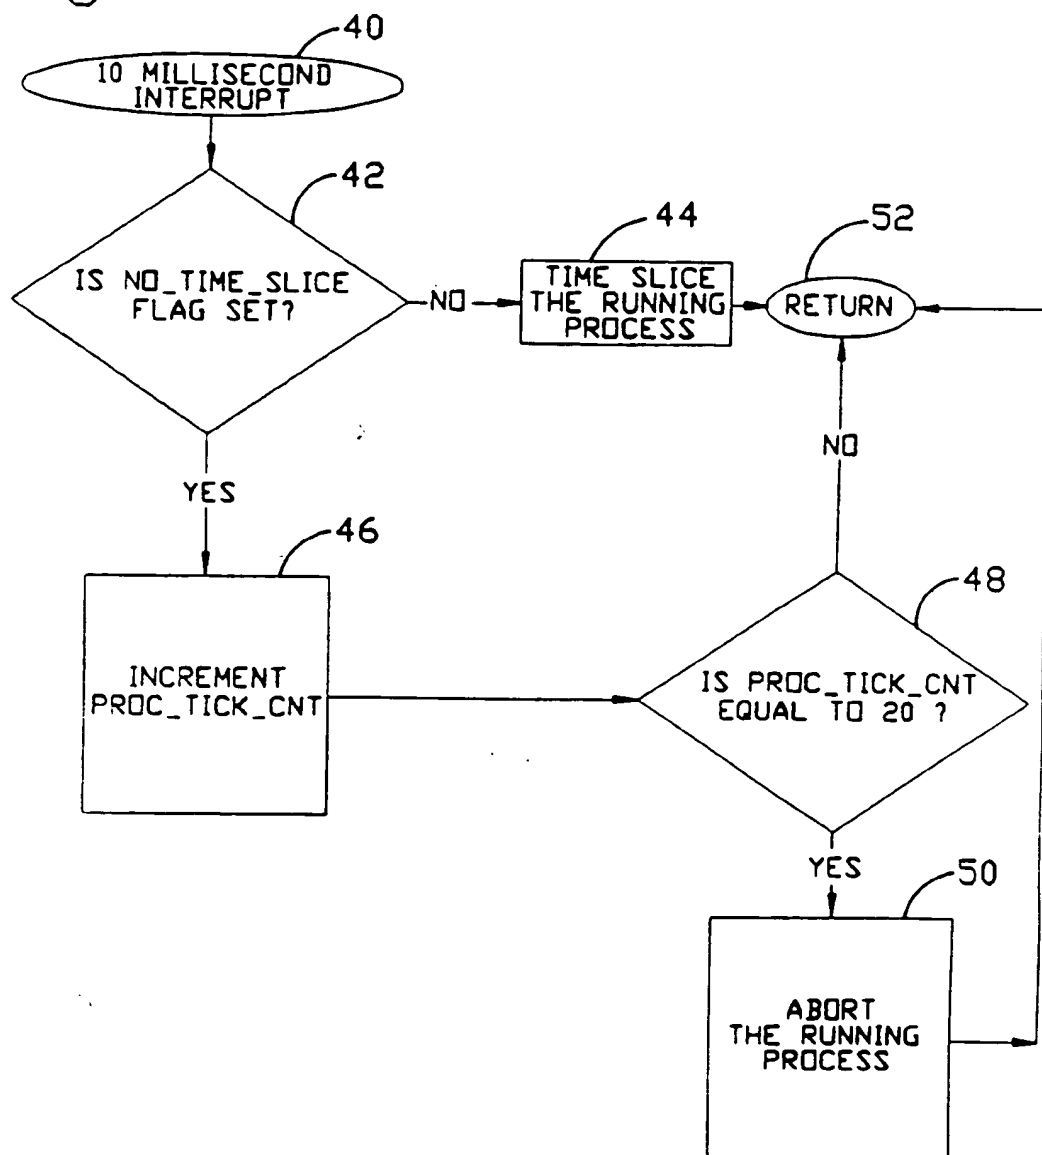 40
10 MILLISECOND
INTERRUPT
42
IS NO_TIME_SLICE
FLAG SET?
NO
44
TIME SLICE
THE RUNNING
PROCESS
52
RETURN
YES
NO
46
INCREMENT
PROC_TICK_CNT
48
IS PROC_TICK_CNT
EQUAL TO 20 ?
YES
50
ABORT
THE RUNNING
PROCESS